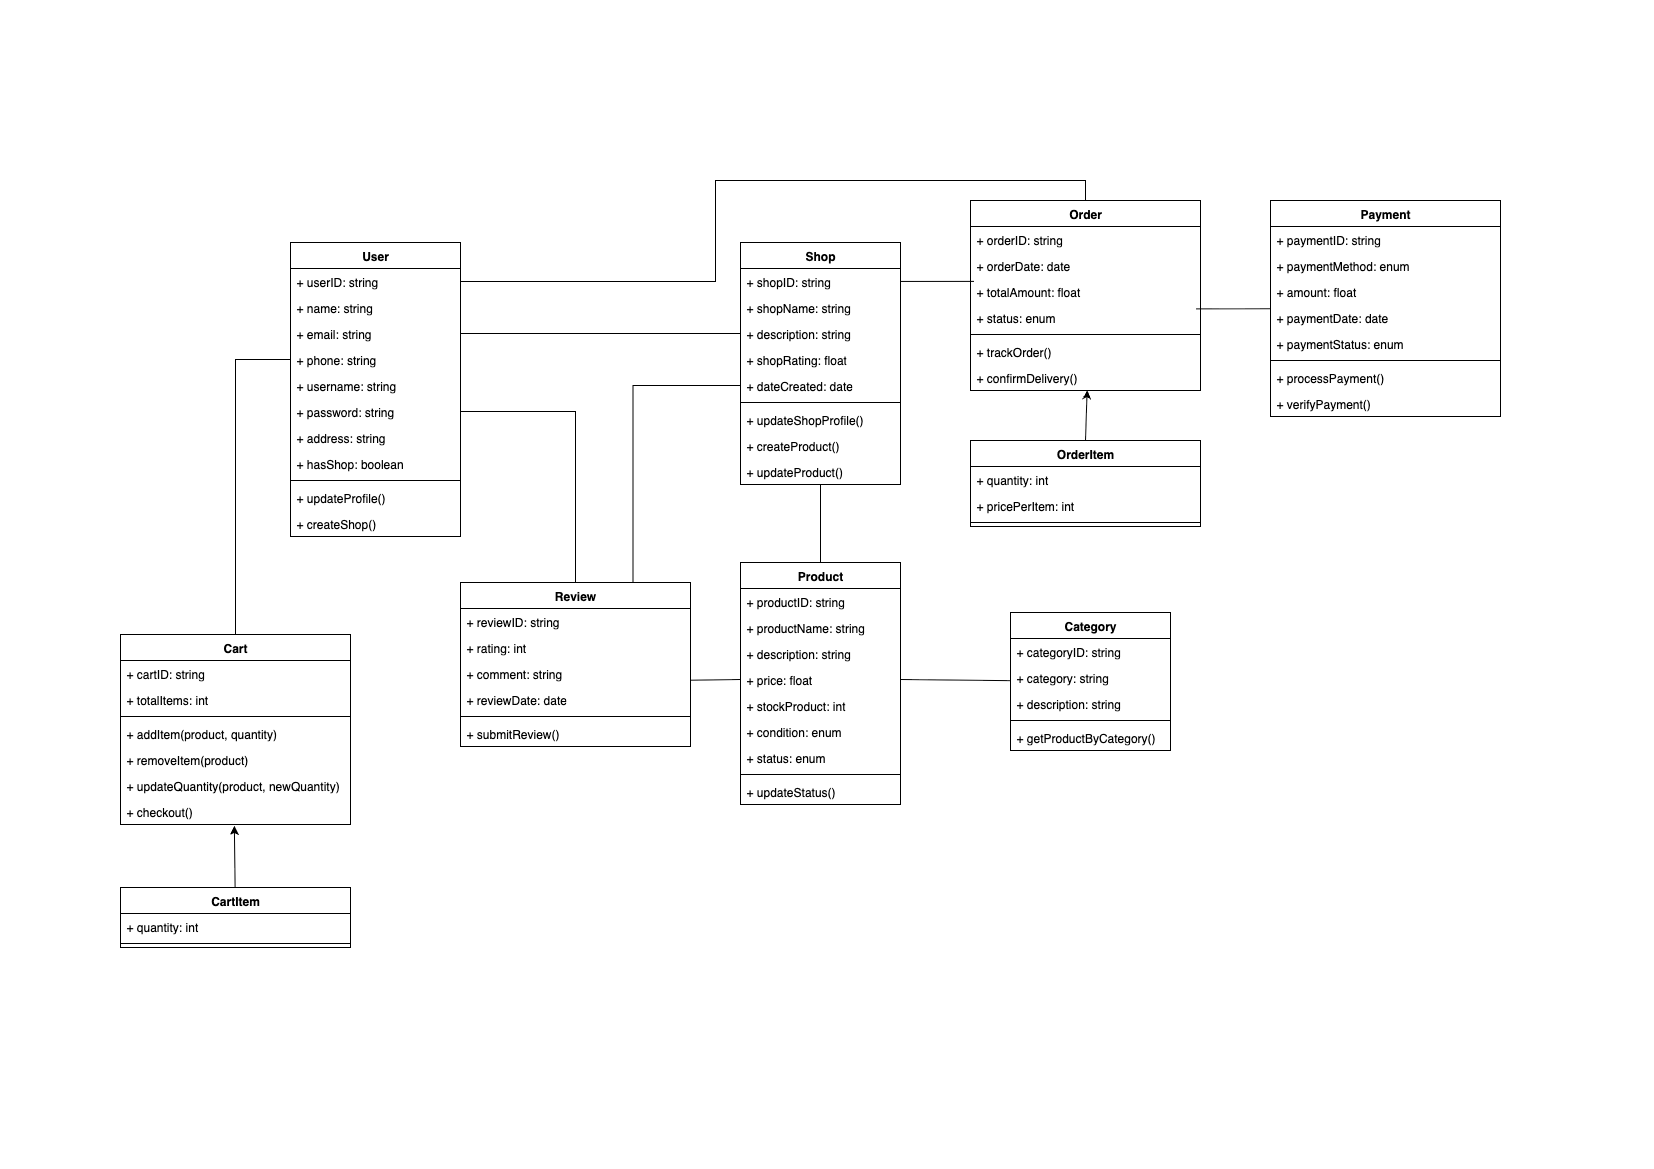 User
+ userID: string
+ name: string
+ email: string
+ phone: string
+ username: string
+ password: string
+ address: string
+ hasShop: boolean
+ updateProfile()
+ createShop()
Shop
+ shopID: string
+ shopName: string
+ description: string
+ shopRating: float
+ dateCreated: date
+ updateShopProfile()
+ createProduct()
+ updateProduct()
Order
+ orderID: string
+ orderDate: date
+ totalAmount: float
+ status: enum
+ trackOrder()
+ confirmDelivery()
Payment
+ paymentID: string
+ paymentMethod: enum
+ amount: float
+ paymentDate: date
+ paymentStatus: enum
+ processPayment()
+ verifyPayment()
OrderItem
+ quantity: int
+ pricePerItem: int
Cart
+ cartID: string
+ totalItems: int
+ addItem(product, quantity)
+ removeItem(product)
+ updateQuantity(product, newQuantity)
+ checkout()
Review
+ reviewID: string
+ rating: int
+ comment: string
+ reviewDate: date
+ submitReview()
Product
+ productID: string
+ productName: string
+ description: string
+ price: float
+ stockProduct: int
+ condition: enum
+ status: enum
+ updateStatus()
Category
+ categoryID: string
+ category: string
+ description: string
+ getProductByCategory()
CartItem
+ quantity: int